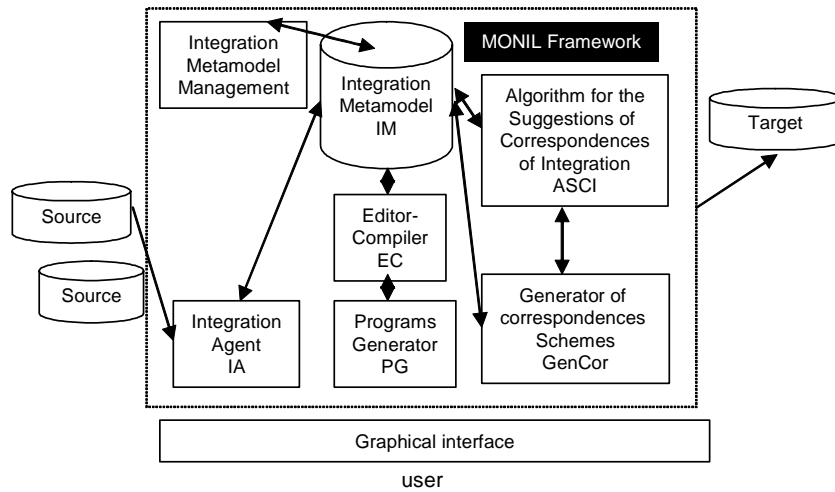 Integration
Metamodel
Management
Integration
Metamodel
IM
MONIL Framework
Algorithm for the
Suggestions of
Correspondences
of Integration
ASCI
Target
Source
Source
Editor-
Compiler
EC
Integration
Agent
IA
Programs
Generator
PG
Generator of
correspondences
Schemes
GenCor
Graphical interface
user